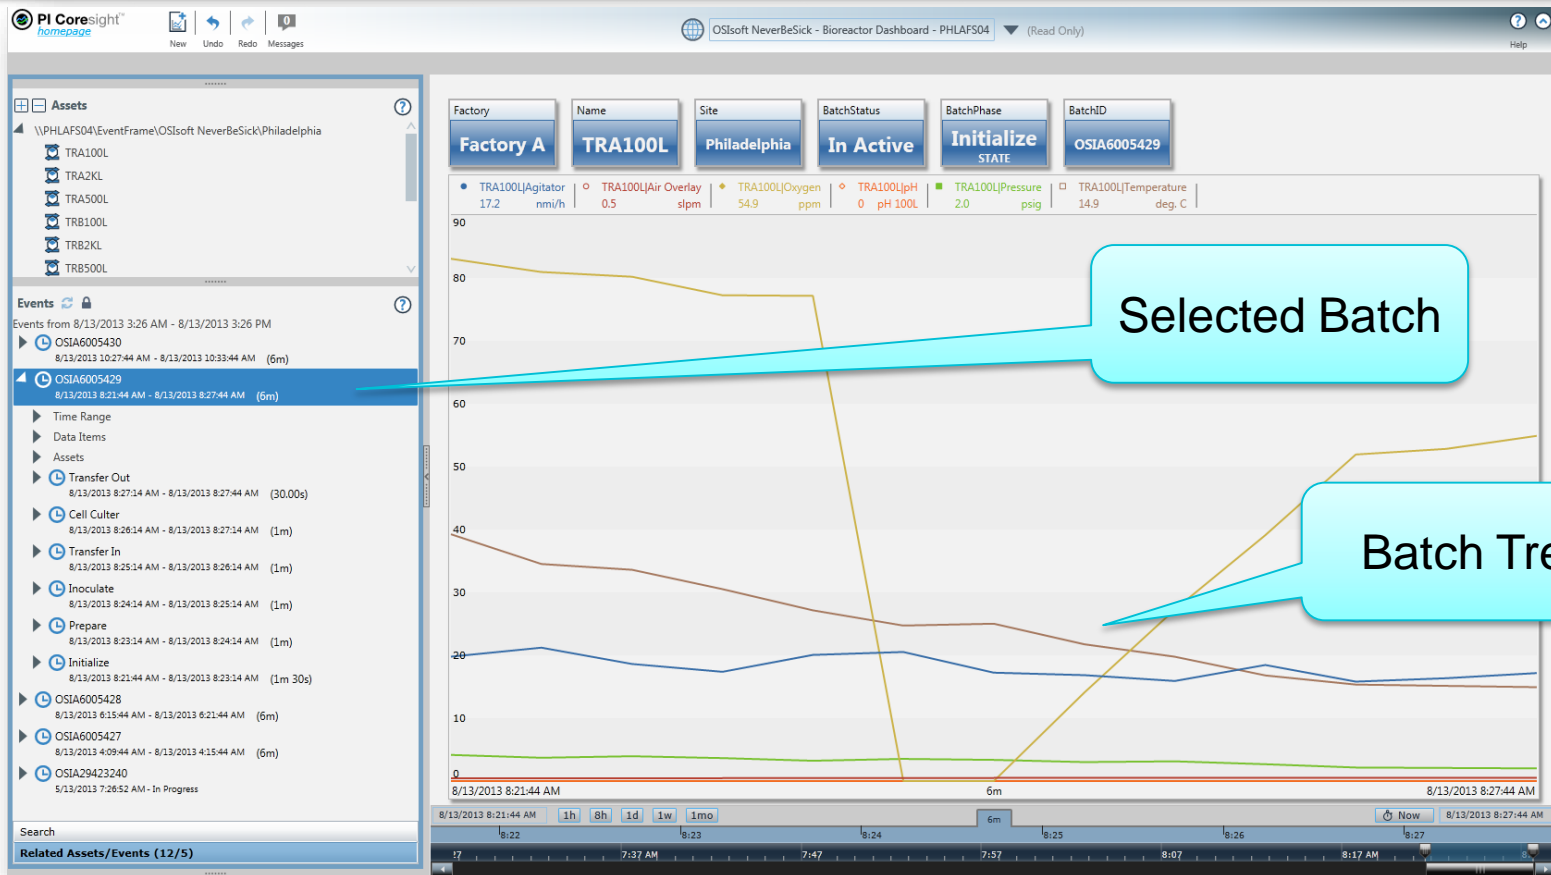 PI Coresight™
homepage
New Undo Redo Messages
0
OSIsoft NeverBeSick - Bioreactor Dashboard - PHLAFS04 (Read Only)
Help
Assets
\\PHLAFS04\EventFrame\OSIsoft NeverBeSick\Philadelphia
TRA100L
TRA2KL
TRA500L
TRB100L
TRB2KL
TRB500L
Events
Events from 8/13/2013 3:26 AM - 8/13/2013 3:26 PM
OSIA6005430
8/13/2013 10:27:44 AM - 8/13/2013 10:33:44 AM (6m)
OSIA6005429
8/13/2013 8:21:44 AM - 8/13/2013 8:27:44 AM (6m)
Time Range
Data Items
Assets
Transfer Out
8/13/2013 8:27:14 AM - 8/13/2013 8:27:44 AM (30.00s)
Cell Culter
8/13/2013 8:26:14 AM - 8/13/2013 8:27:14 AM (1m)
Transfer In
8/13/2013 8:25:14 AM - 8/13/2013 8:26:14 AM (1m)
Inoculate
8/13/2013 8:24:14 AM - 8/13/2013 8:25:14 AM (1m)
Prepare
8/13/2013 8:23:14 AM - 8/13/2013 8:24:14 AM (1m)
Initialize
8/13/2013 8:21:44 AM - 8/13/2013 8:23:14 AM (1m 30s)
OSIA6005428
8/13/2013 6:15:44 AM - 8/13/2013 6:21:44 AM (6m)
OSIA6005427
8/13/2013 4:09:44 AM - 8/13/2013 4:15:44 AM (6m)
OSIA29423240
5/13/2013 7:26:52 AM - In Progress
Search
Related Assets/Events (12/5)
Factory Name Site BatchStatus BatchPhase BatchID
Factory A TRA100L Philadelphia In Active Initialize OSIA6005429
STATE
TRA100L|Agitator TRA100L|Air Overlay TRA100L|Oxygen TRA100L|pH TRA100L|Pressure TRA100L|Temperature
17.2 nmi/h 0.5 slpm 54.9 ppm 0 pH 100L 2.0 psig 14.9 deg. C
90
80
Selected Batch
70
60
50
Batch Tre
40
30
20
10
0
8/13/2013 8:21:44 AM 6m 8/13/2013 8:27:44 AM
8/13/2013 8:21:44 AM 1h 8h 1d 1w 1mo 6m Now 8/13/2013 8:27:44 AM
8:22 8:23 8:24 8:25 8:26 8:27
7:37 AM 7:47 7:57 8:07 8:17 AM